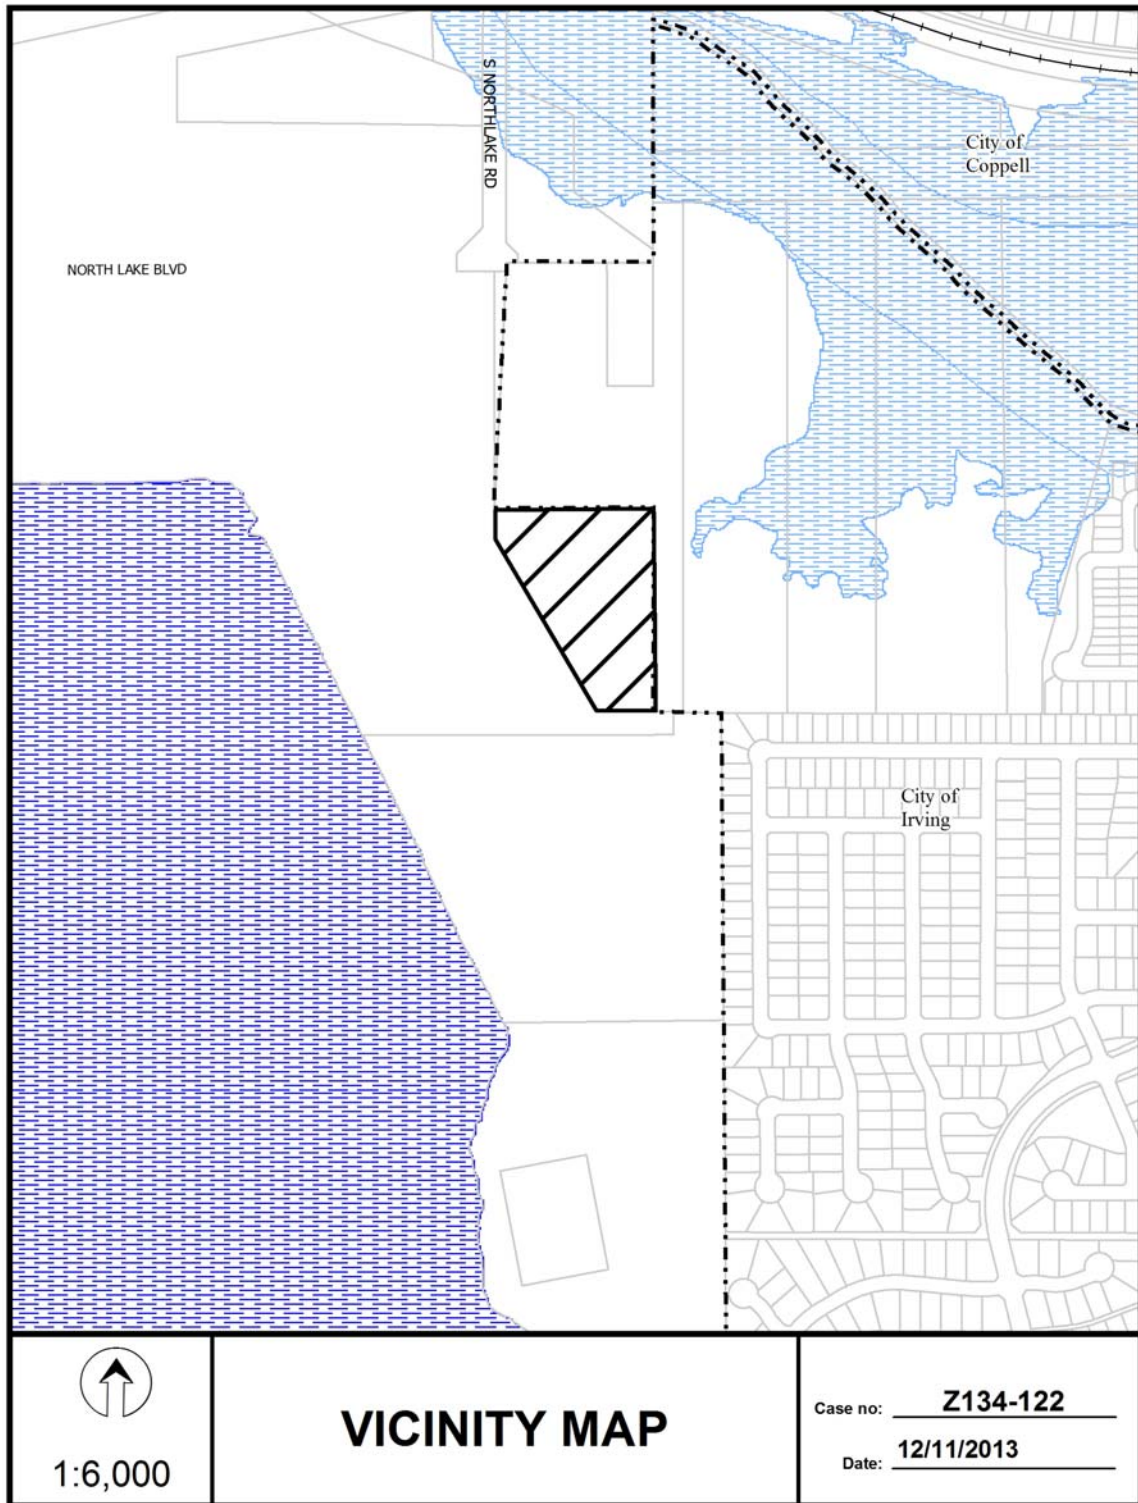 S NORTHLAKE RD
City of
Coppell
NORTH LAKE BLVD
City of
Irving
1:6,000
VICINITY MAP
Case no: Z134-122
Date: 12/11/2013